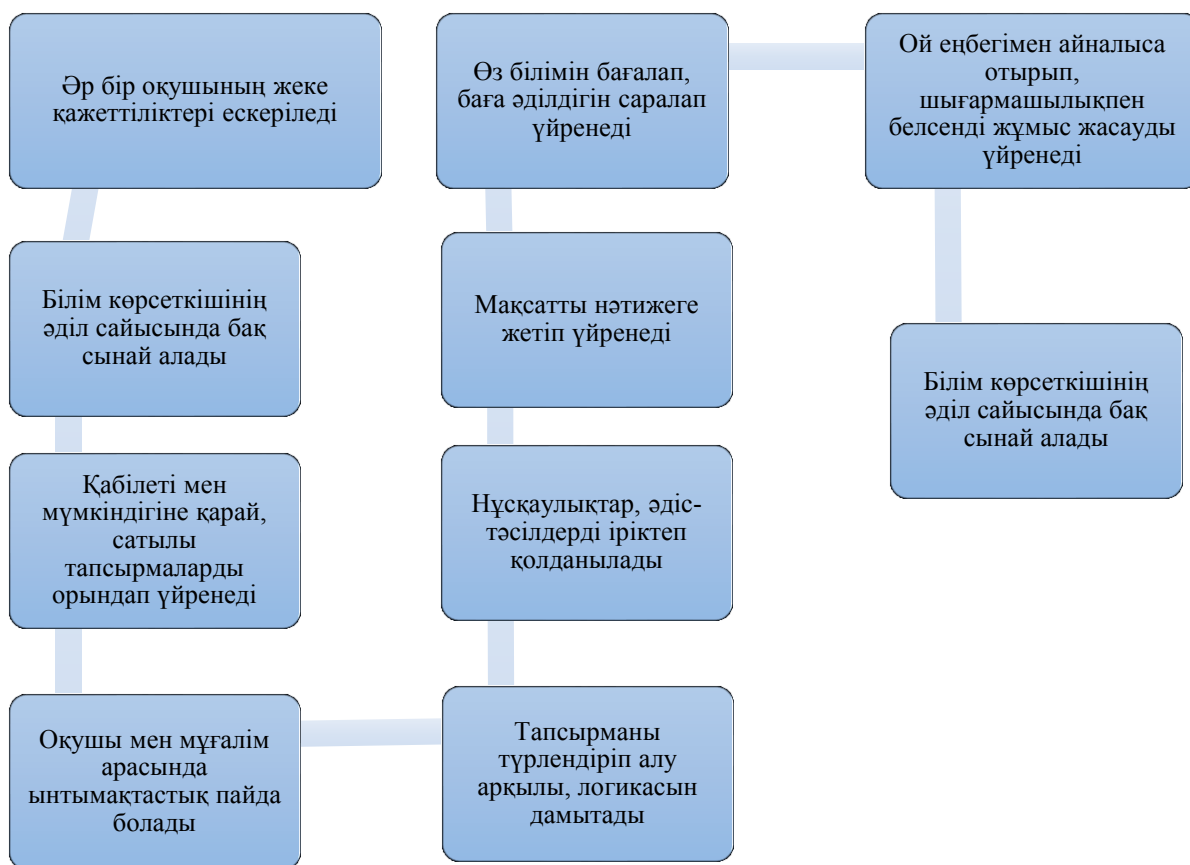 Әр бір оқушының жеке
қажеттіліктері ескеріледі
Білім көрсеткішінің
әділ сайысында бақ
сынай алады
Қабілеті мен
мүмкіндігіне қарай,
сатылы
тапсырмаларды
орындап үйренеді
Оқушы мен мұғалім
арасында
ынтымақтастық пайда
болады
Тапсырманы
түрлендіріп алу
арқылы, логикасын
дамытады
Нұсқаулықтар, әдіс-
тәсілдерді іріктеп
қолданылады
Мақсатты нәтижеге
жетіп үйренеді
Өз білімін бағалап,
баға әділдігін саралап
үйренеді
Ой еңбегімен айналыса
отырып,
шығармашылықпен
белсенді жұмыс жасауды
үйренеді
Білім көрсеткішінің
әділ сайысында бақ
сынай алады